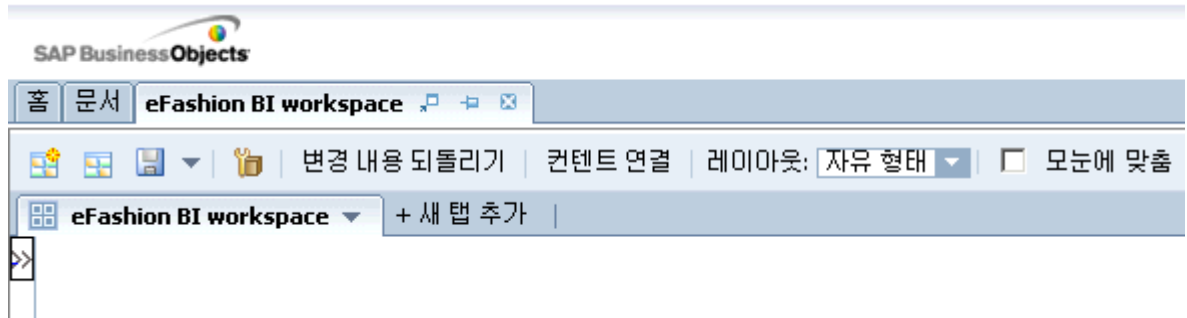 SAP BusinessObjects
홈 문서 eFashion BI workspace
변경 내용 되돌리기 컨텐트 연결 레이아웃: 자유 형태 모눈에 맞춤
eFashion BI workspace + 새 탭 추가
>>